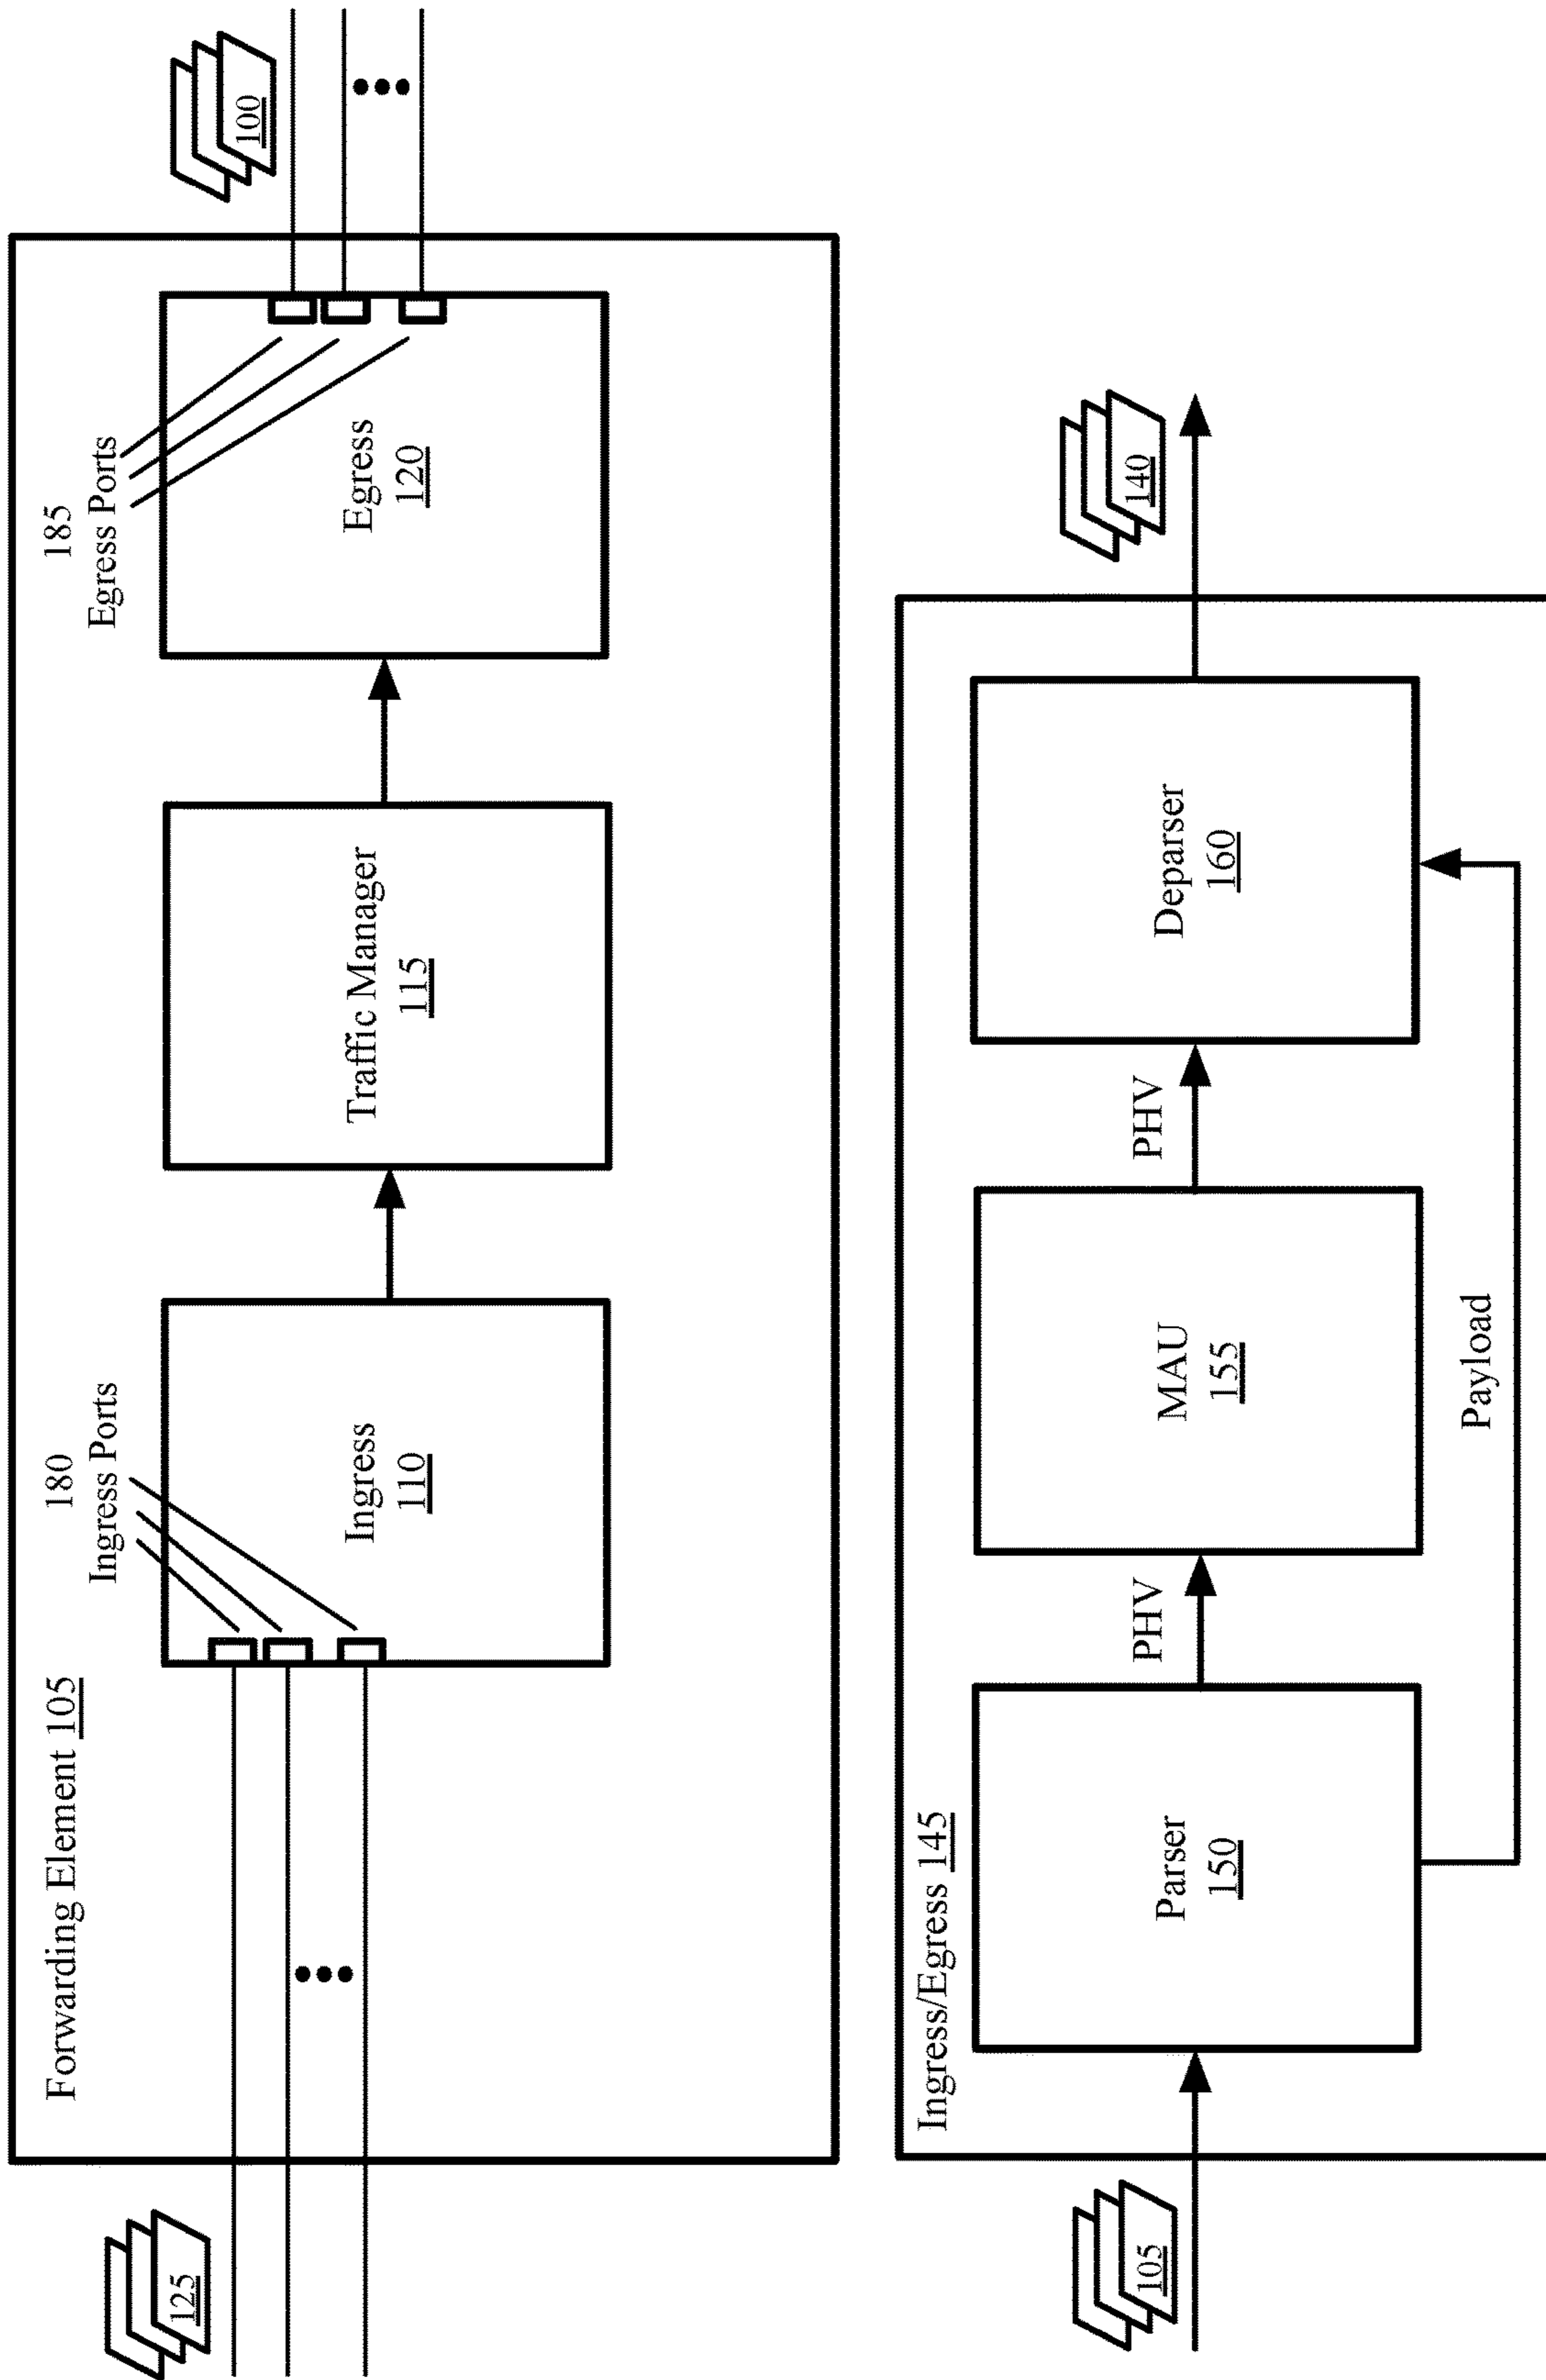 Forwarding Element 105
180
Ingress Ports
185
Egress Ports
125
Ingress
110
Traffic Manager
115
Egress
120
100
Ingress/Egress 145
105
Parser
150
PHV
MAU
155
PHV
Deparser
160
140
Payload